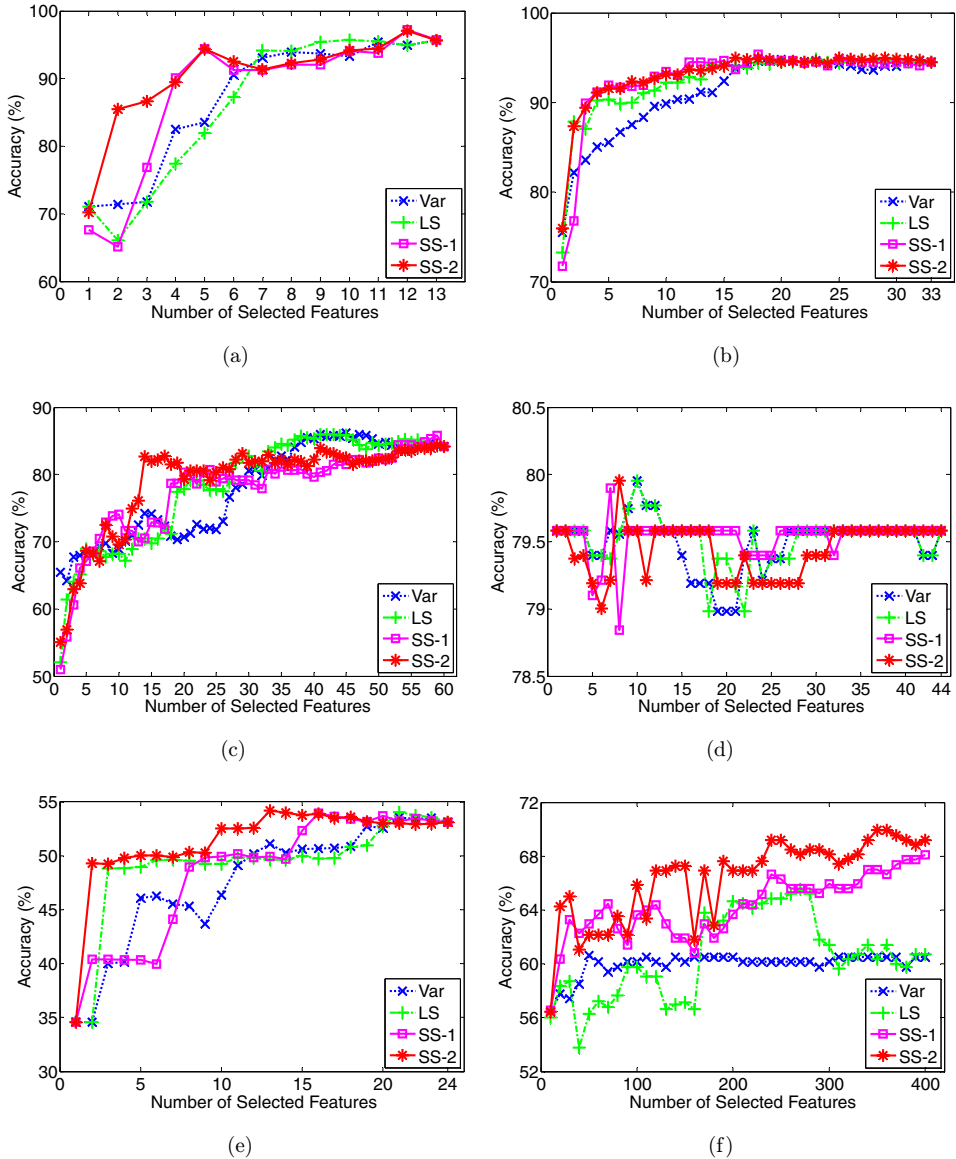 100
90
80
70
60
Accuracy (%)
0 1 2 3 4 5 6 7 8 9 10 11 12 13
Number of Selected Features
Var
LS
SS-1
SS-2
(a)
100
90
80
70
Accuracy (%)
0 5 10 15 20 25 30 33
Number of Selected Features
Var
LS
SS-1
SS-2
(b)
90
80
70
60
50
Accuracy (%)
0 5 10 15 20 25 30 35 40 45 50 55 60
Number of Selected Features
Var
LS
SS-1
SS-2
(c)
80.5
80
79.5
79
78.5
Accuracy (%)
0 5 10 15 20 25 30 35 40 44
Number of Selected Features
Var
LS
SS-1
SS-2
(d)
55
50
45
40
35
30
Accuracy (%)
0 5 10 15 20 24
Number of Selected Features
Var
LS
SS-1
SS-2
(e)
72
68
64
60
56
52
Accuracy (%)
0 100 200 300 400
Number of Selected Features
Var
LS
SS-1
SS-2
(f)